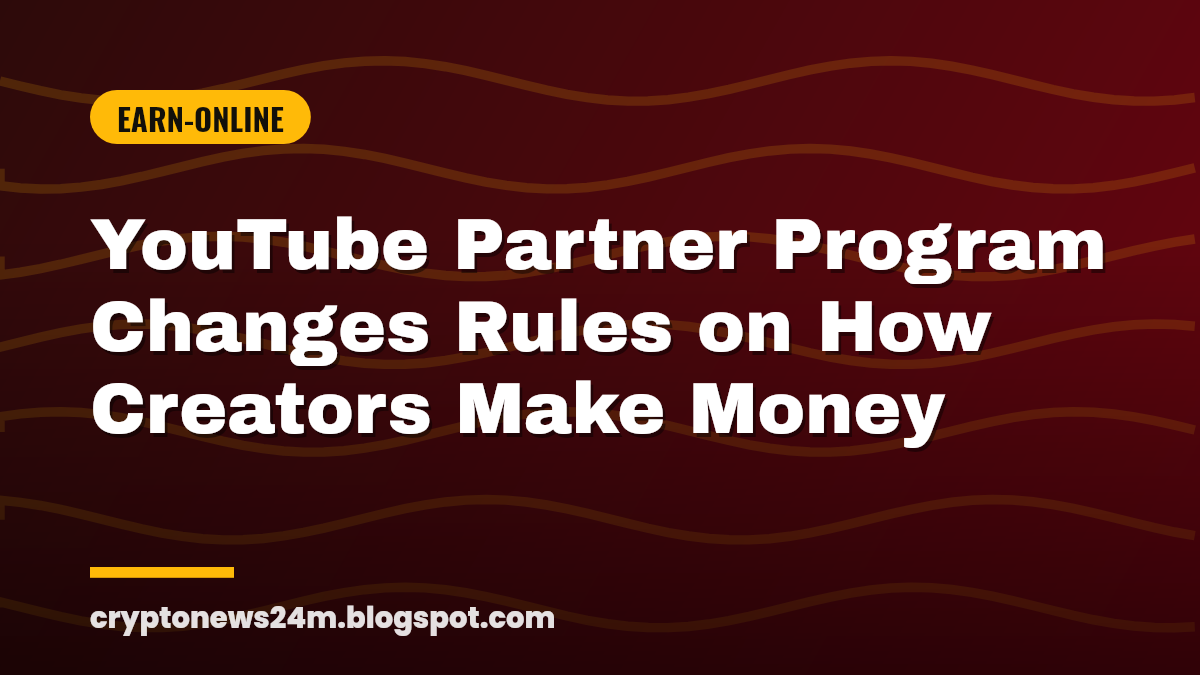 EARN-ONLINE
YouTube Partner Program
Changes Rules on How
Creators Make Money
cryptonews24m.blogspot.com